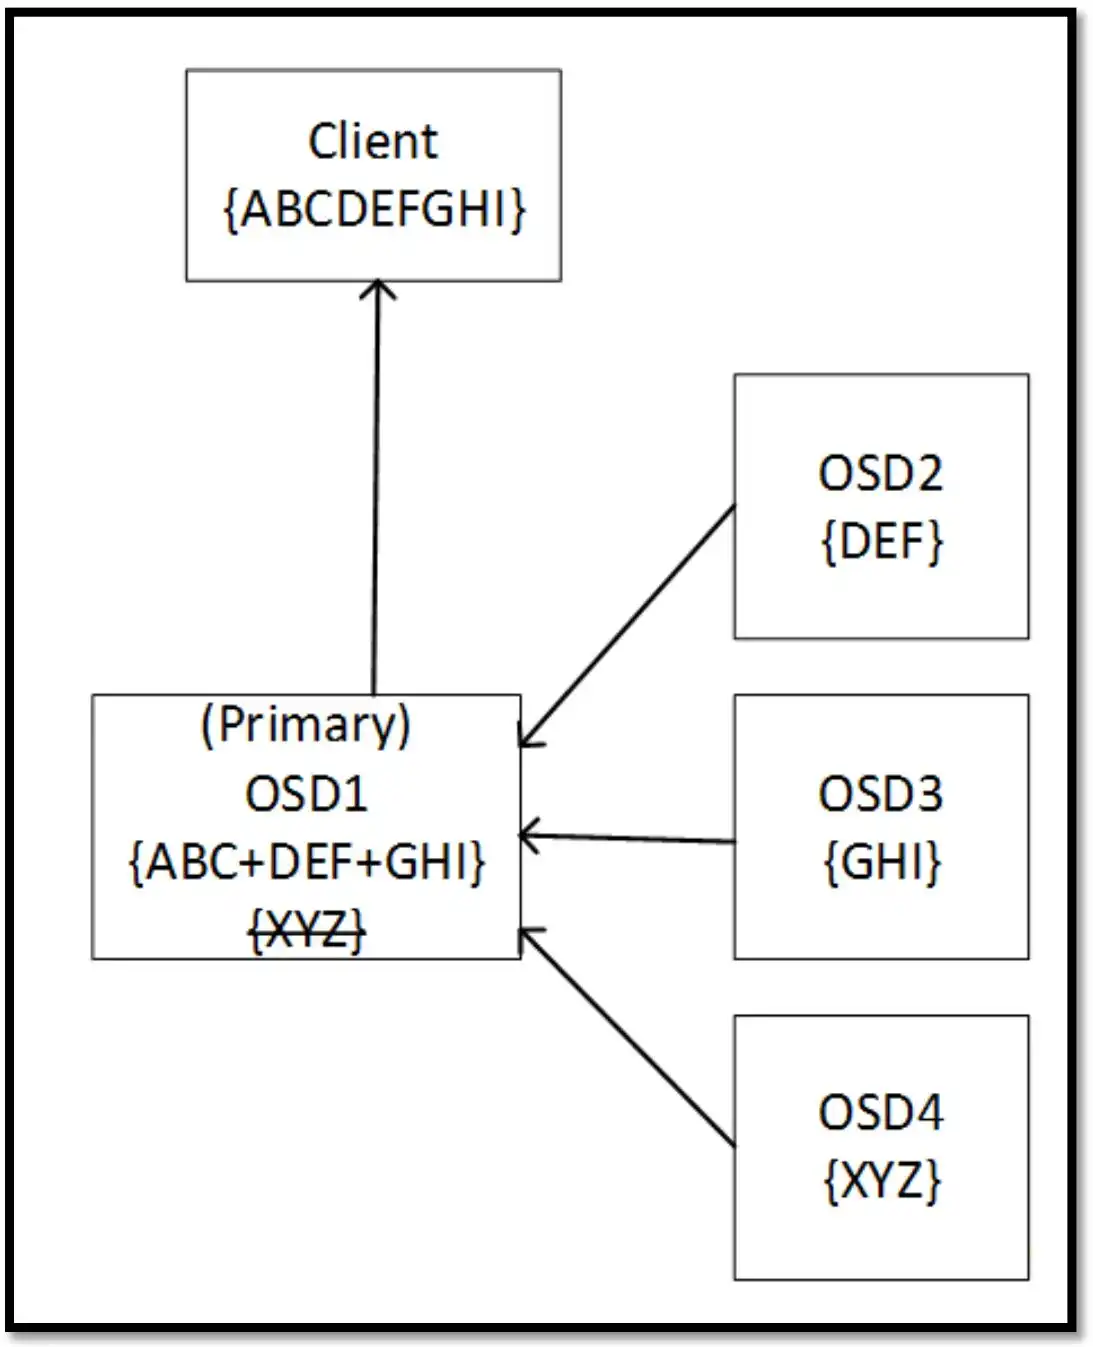 Client
{ABCDEFGHI}
OSD2
{DEF}
(Primary)
OSD1
{ABC+DEF+GHI}
{XYZ}
OSD3
{GHI}
OSD4
{XYZ}